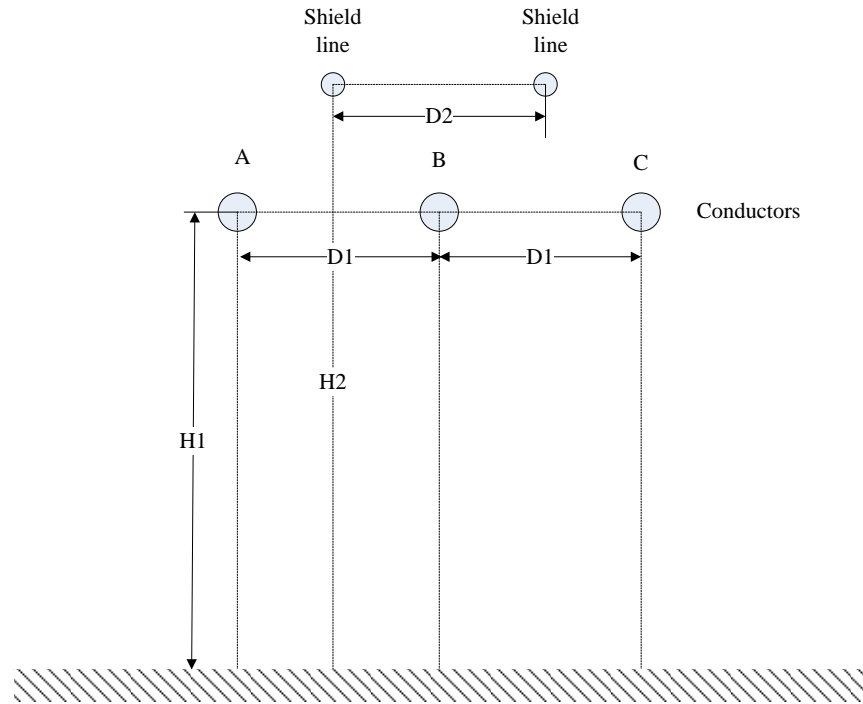 Shield
line
Shield
line
D2
A
B
C
Conductors
D1
D1
H2
H1